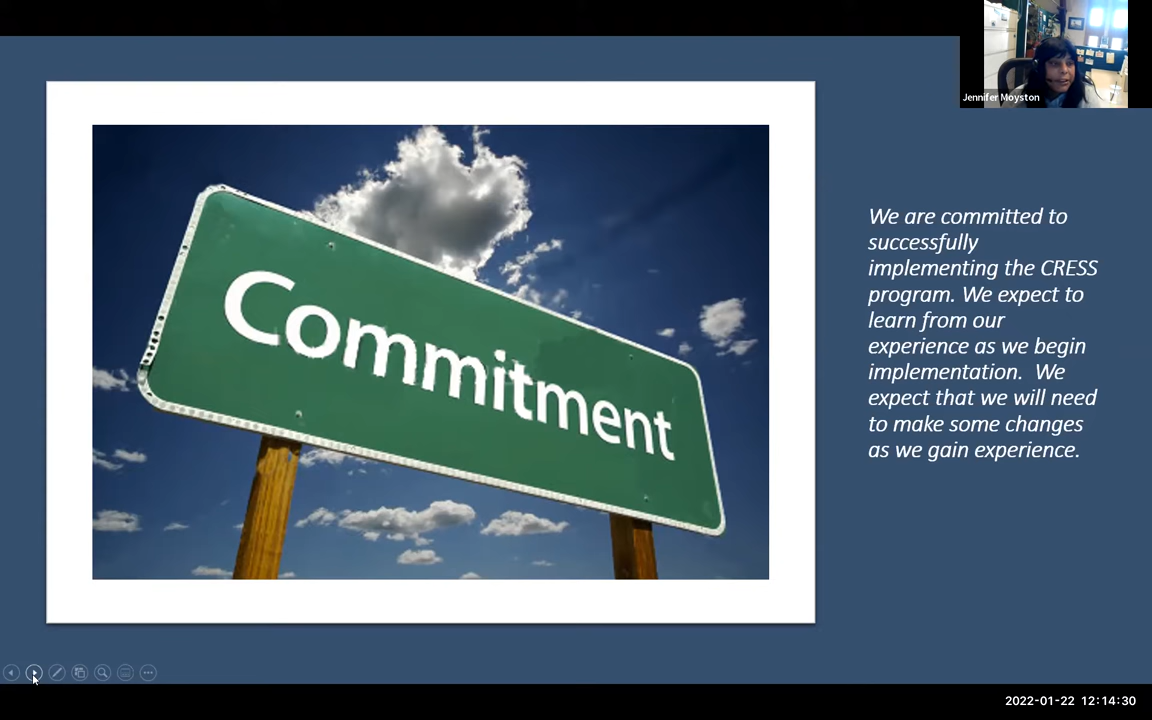 Jennifer Moyston
Commitment
We are committed to
successfully
implementing the CRESS
program. We expect to
learn from our
experience as we begin
implementation.  We
expect that we will need
to make some changes
as we gain experience.
2022-01-22 12:14:30